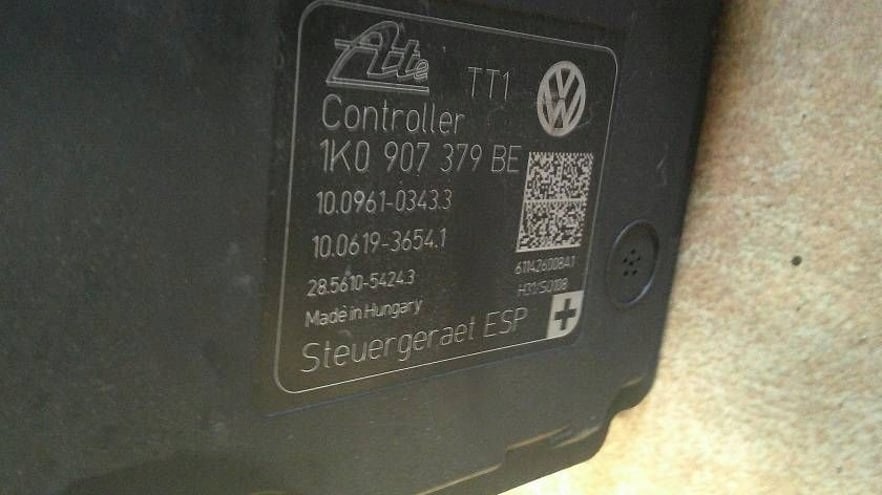 Ate TT1
Controller
1K0 907 379 BE
10.0961-0343.3
10.0619-3654.1
28.5610-5424.3
611426008A1
Made in Hungary
Steuergeraet ESP